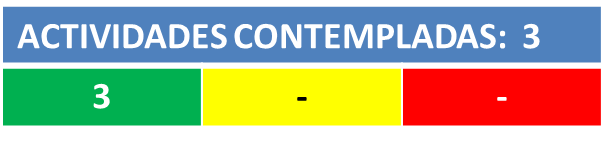 ACTIVIDADES CONTEMPLADAS: 3
3 - -